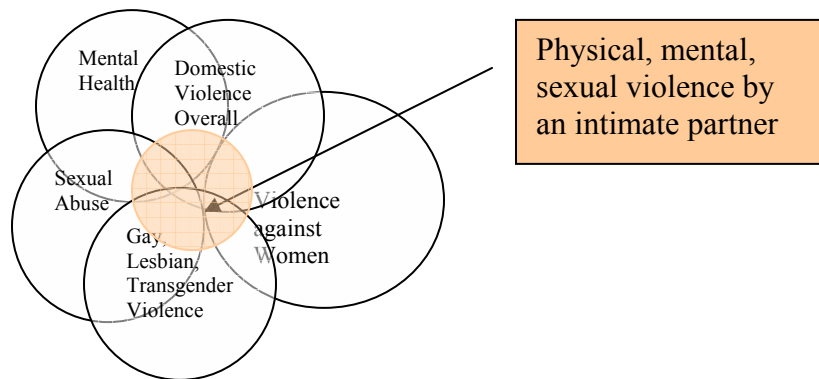 Mental
Health
Domestic
Violence
Overall
Sexual
Abuse
Violence
against
Women
Gay,
Lesbian,
Transgender
Violence
Physical, mental,
sexual violence by
an intimate partner